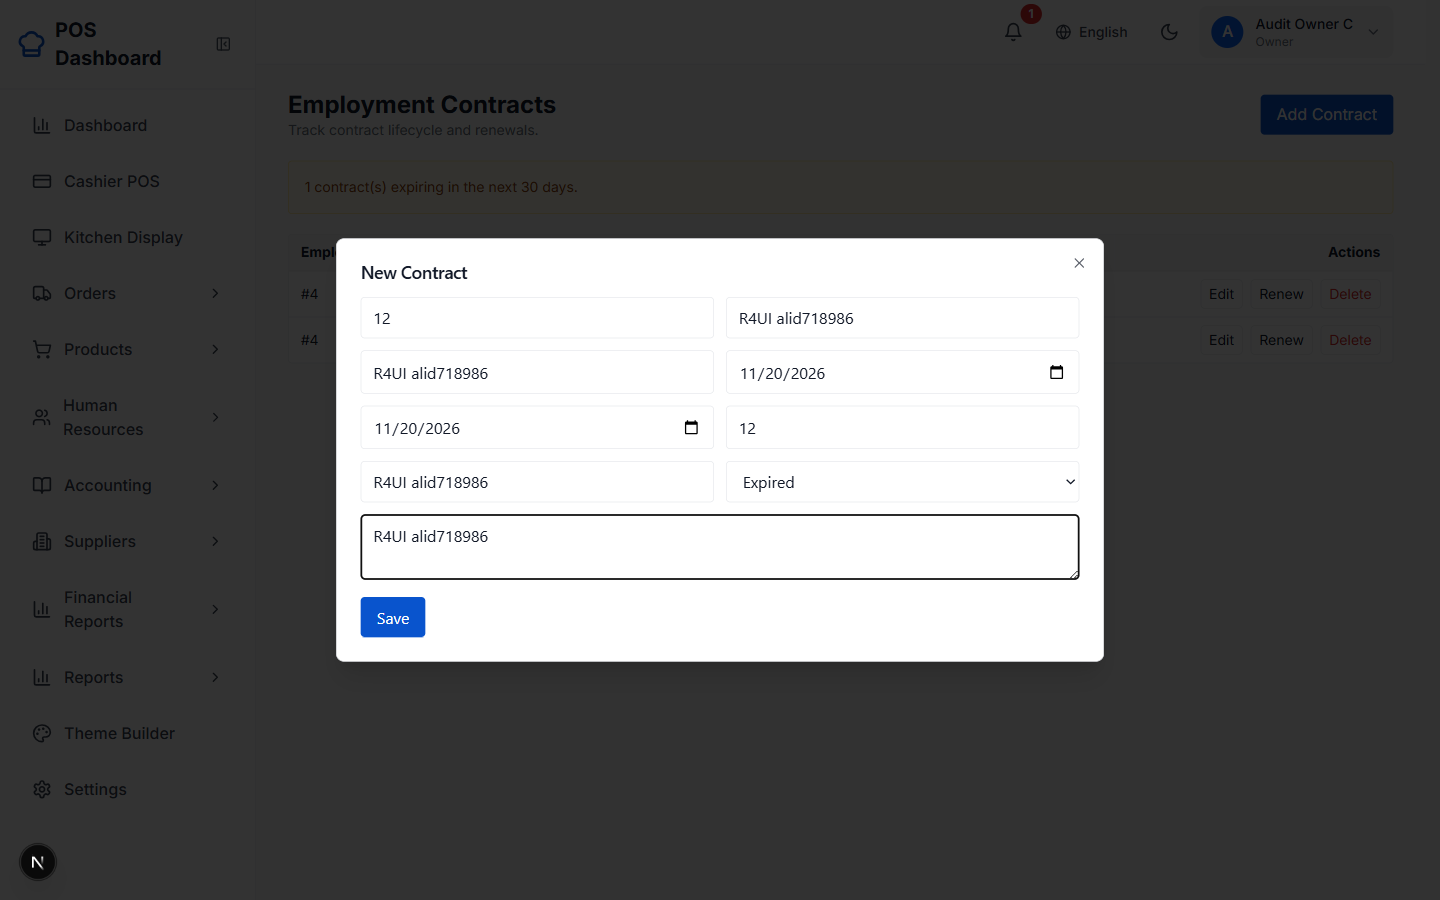 POS
Dashboard
1
English
A
Audit Owner C
Owner
Dashboard
Cashier POS
Kitchen Display
Orders
Products
Human
Resources
Accounting
Suppliers
Financial
Reports
Reports
Theme Builder
Settings
N
Employment Contracts
Track contract lifecycle and renewals.
Add Contract
1 contract(s) expiring in the next 30 days.
Actions
#4
Edit Renew Delete
#4
Edit Renew Delete
New Contract
12
R4UI alid718986
R4UI alid718986
11/20/2026
11/20/2026
12
R4UI alid718986
Expired
R4UI alid718986
Save